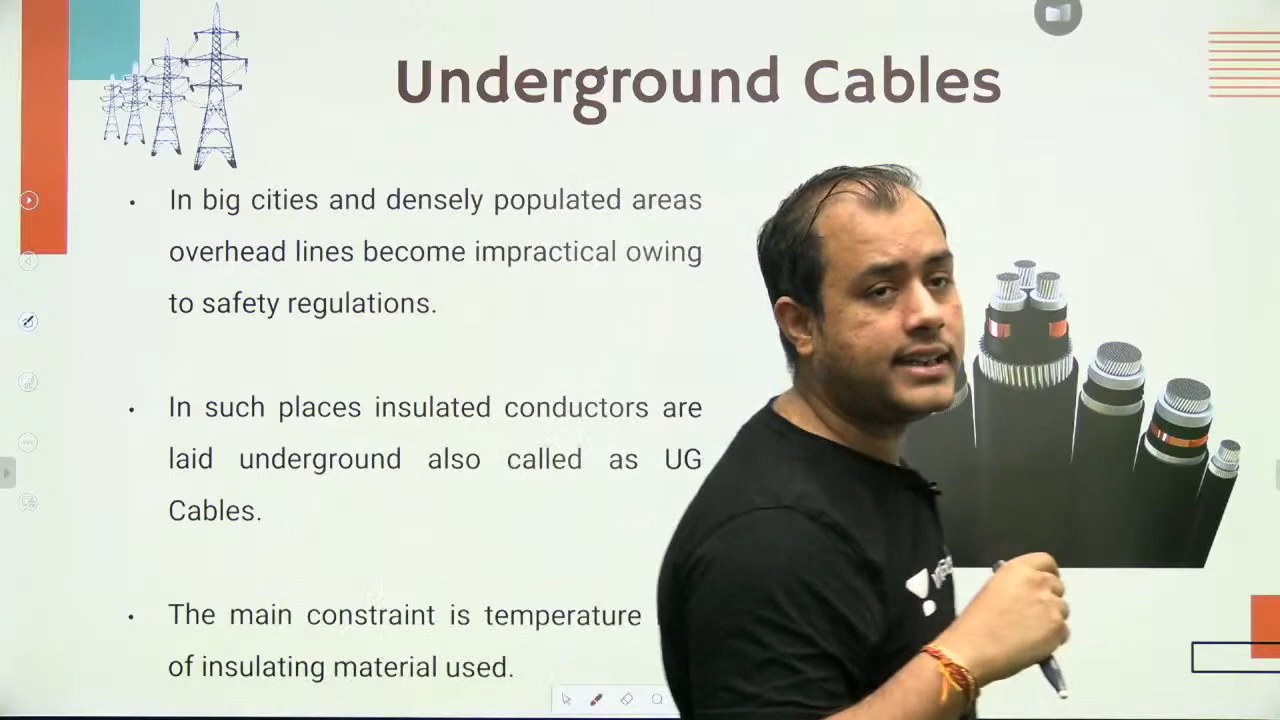 Underground Cables
• In big cities and densely populated areas
overhead lines become impractical owing
to safety regulations.
• In such places insulated conductors are
laid underground also called as UG
Cables.
• The main constraint is temperature
of insulating material used.